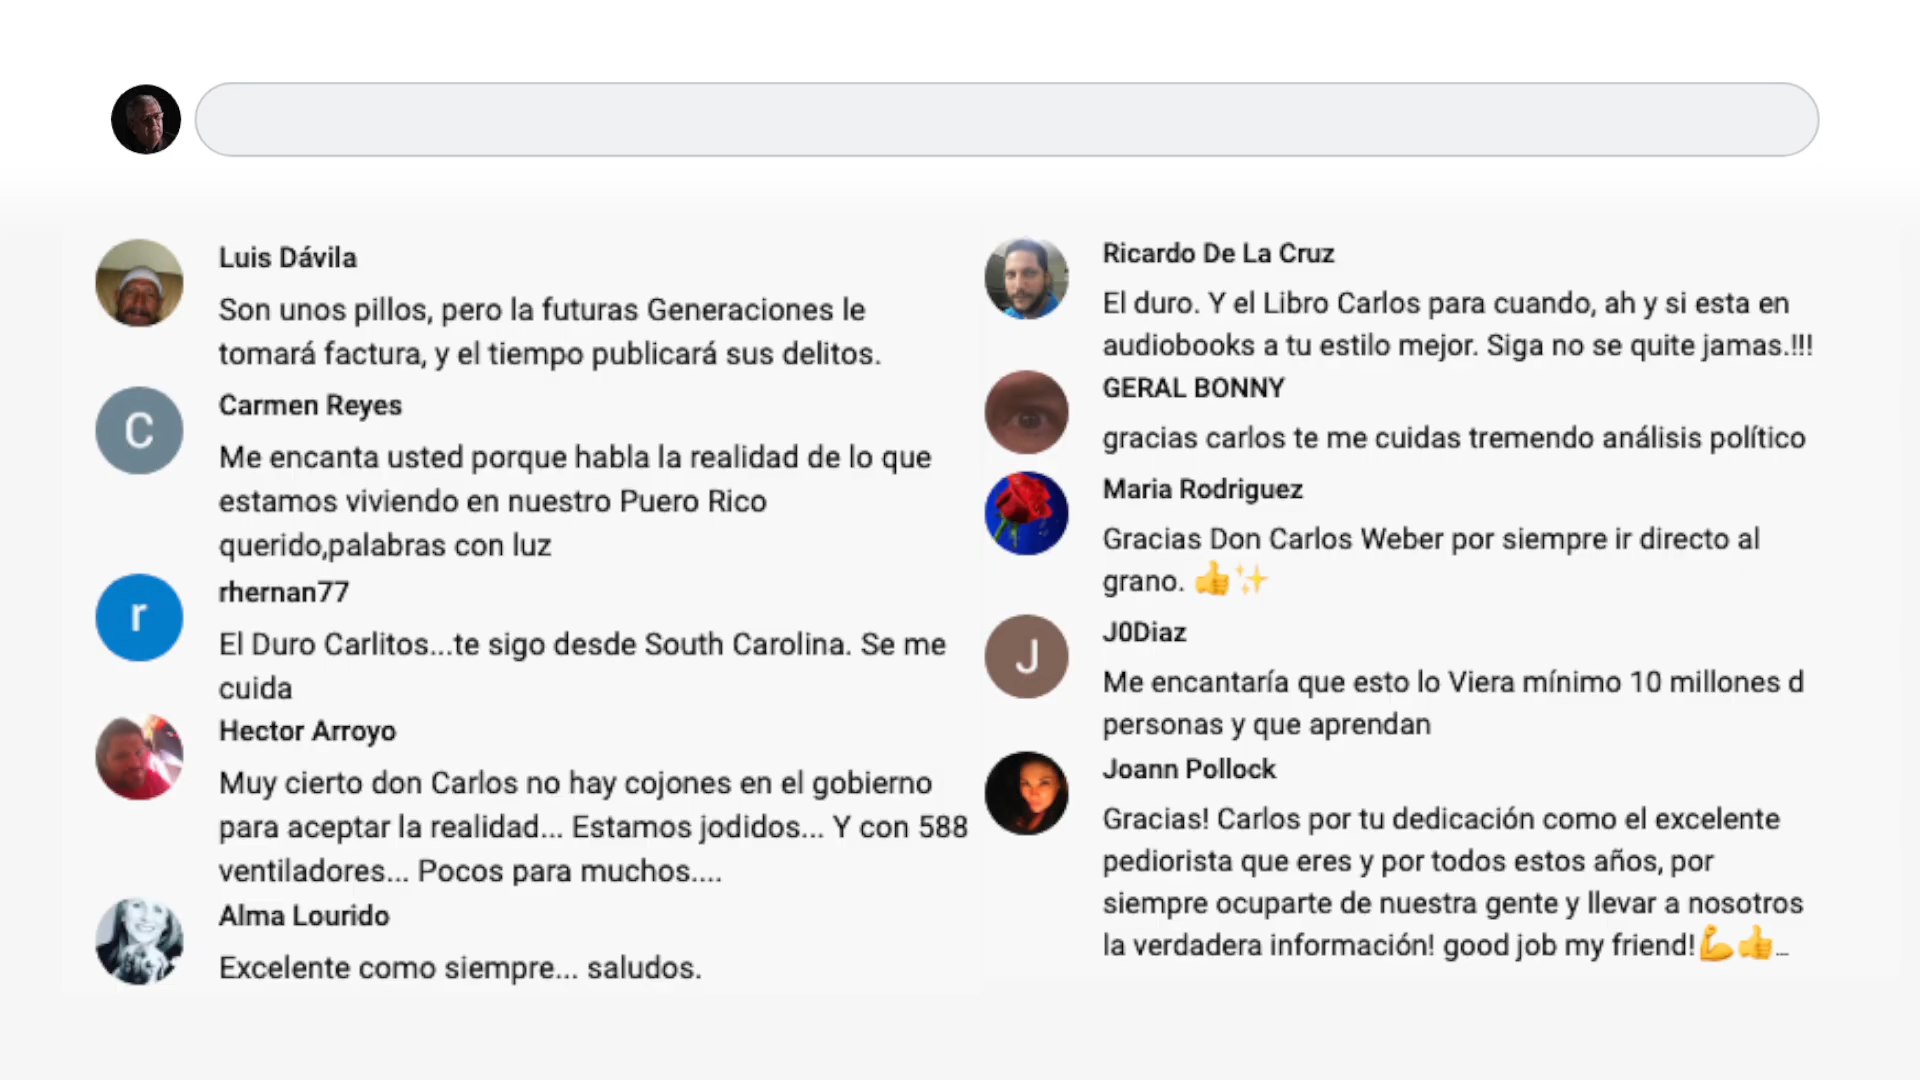 Luis Dávila
Son unos pillos, pero la futuras Generaciones le
tomará factura, y el tiempo publicará sus delitos.
C
Carmen Reyes
Me encanta usted porque habla la realidad de lo que
estamos viviendo en nuestro Puero Rico
querido,palabras con luz
r
rhernan77
El Duro Carlitos...te sigo desde South Carolina. Se me
cuida
Hector Arroyo
Muy cierto don Carlos no hay cojones en el gobierno
para aceptar la realidad... Estamos jodidos... Y con 588
ventiladores... Pocos para muchos....
Alma Lourido
Excelente como siempre... saludos.
Ricardo De La Cruz
El duro. Y el Libro Carlos para cuando, ah y si esta en
audiobooks a tu estilo mejor. Siga no se quite jamas.!!!
GERAL BONNY
gracias carlos te me cuidas tremendo análisis político
Maria Rodriguez
Gracias Don Carlos Weber por siempre ir directo al
grano. 👍✨
J
J0Diaz
Me encantaría que esto lo Viera mínimo 10 millones d
personas y que aprendan
Joann Pollock
Gracias! Carlos por tu dedicación como el excelente
pediorista que eres y por todos estos años, por
siempre ocuparte de nuestra gente y llevar a nosotros
la verdadera información! good job my friend!💪👍...